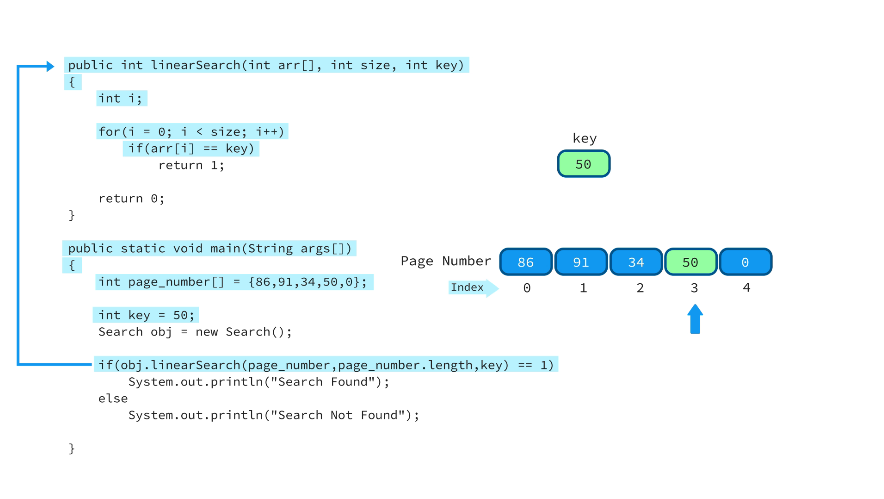 public int linearSearch(int arr[], int size, int key)
{
int i;
for(i = 0; i < size; i++)
if(arr[i] == key)
return 1;
return 0;
}
public static void main(String args[])
{
int page_number[] = {86,91,34,50,0};
int key = 50;
Search obj = new Search();
if(obj.linearSearch(page_number,page_number.length,key) == 1)
System.out.println("Search Found");
else
System.out.println("Search Not Found");
}
key
50
Page Number 86 91 34 50 0
Index 0 1 2 3 4